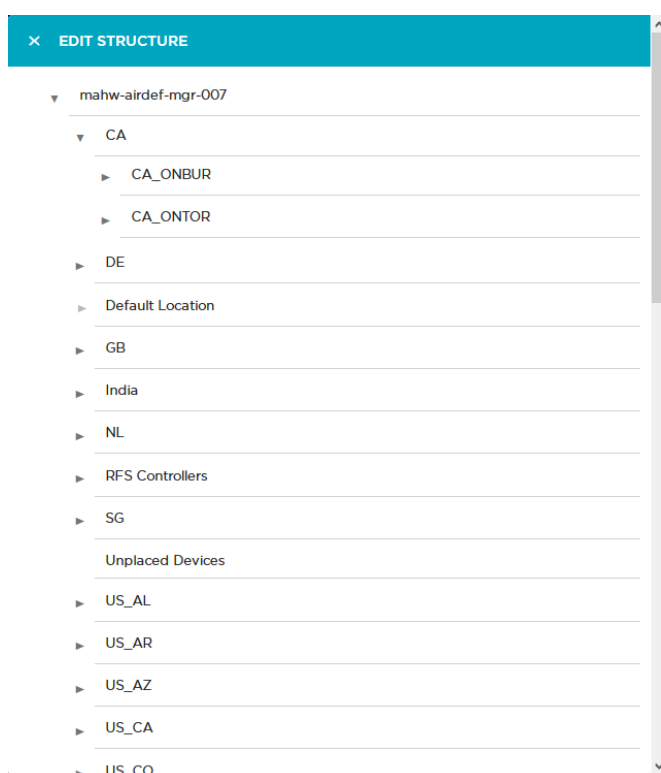 EDIT STRUCTURE
mahw-airdef-mgr-007
CA
CA_ONBUR
CA_ONTOR
DE
Default Location
GB
India
NL
RFS Controllers
SG
Unplaced Devices
US_AL
US_AR
US_AZ
US_CA
US_CO